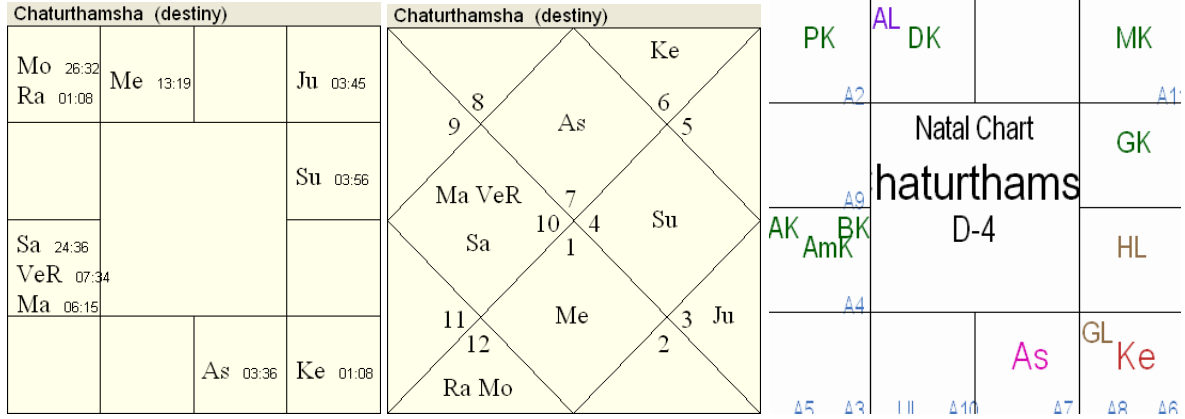 Chaturthamsha (destiny)
Mo 26:32
Ra 01:08
Me 13:19
Ju 03:45
Su 03:56
Sa 24:36
VeR 07:34
Ma 06:15
As 03:36
Ke 01:08
Chaturthamsha (destiny)
Ke
8
6
9
As
5
Ma VeR
7
10
4
Su
Sa
1
11
Me
3
Ju
12
2
Ra Mo
PK
AL
DK
MK
A2
A11
Natal Chart
haturthams
D-4
GK
A9
AK
BK
AmK
HL
A4
As
GL
Ke
A5
A3
UL
A10
A7
A8
A6